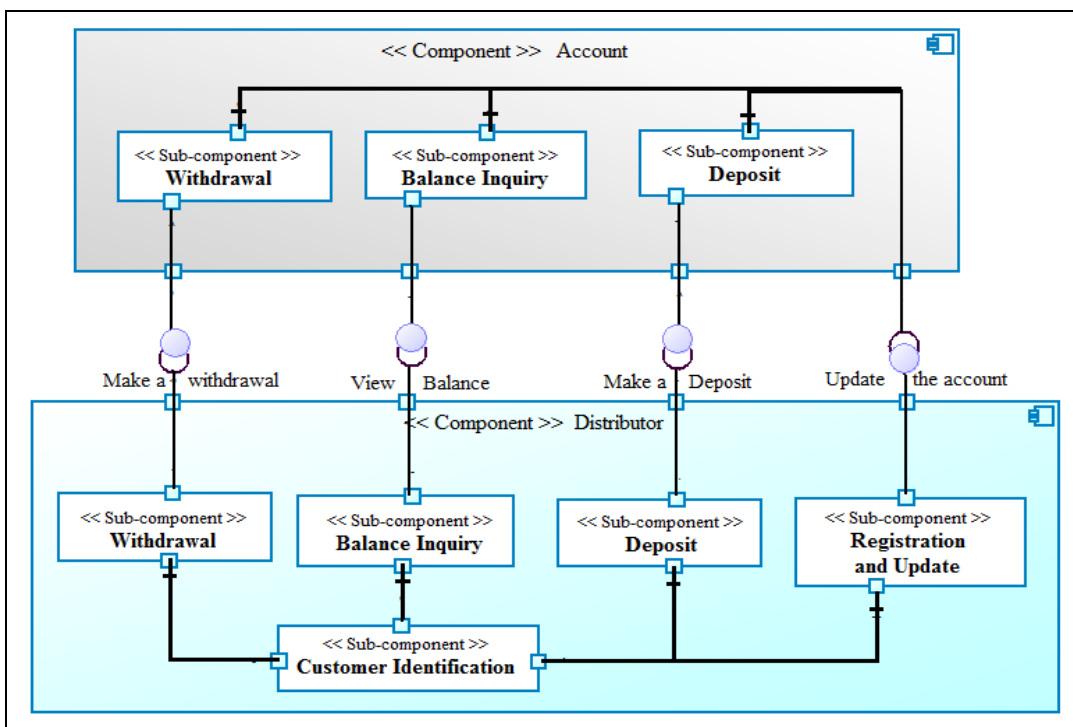 << Component >> Account
<< Sub-component >>
Withdrawal
<< Sub-component >>
Balance Inquiry
<< Sub-component >>
Deposit
Make a withdrawal
View Balance
Make a Deposit
Update the account
<< Component >> Distributor
<< Sub-component >>
Withdrawal
<< Sub-component >>
Balance Inquiry
<< Sub-component >>
Deposit
<< Sub-component >>
Registration
and Update
<< Sub-component >>
Customer Identification